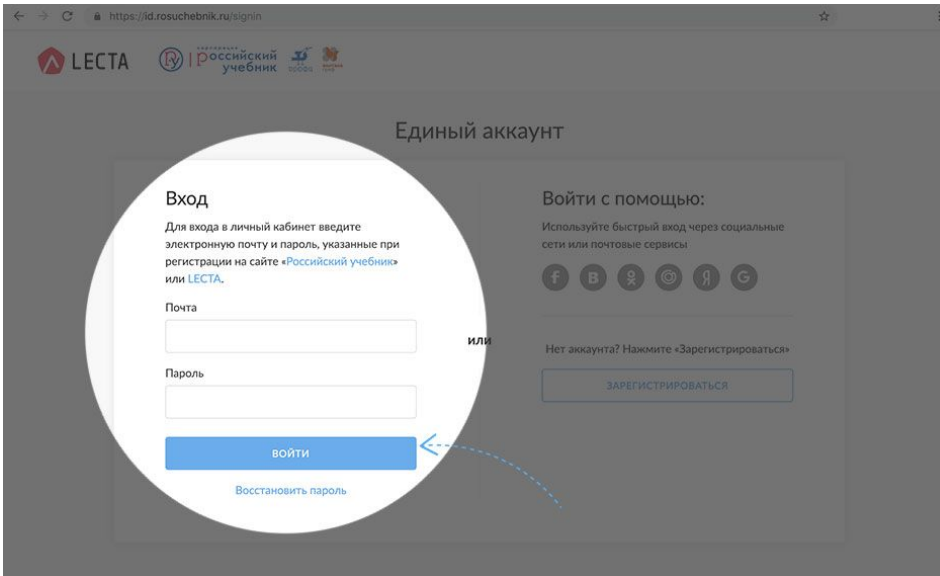 https://id.rosuchebnik.ru/signin
LECTA
российский
учебник
Единый аккаунт
Вход
Для входа в личный кабинет введите
электронную почту и пароль, указанные при
регистрации на сайте «Российский учебник»
или LECTA.
Почта
Пароль
ВОЙТИ
Восстановить пароль
или
Войти с помощью:
Используйте быстрый вход через социальные
сети или почтовые сервисы
Нет аккаунта? Нажмите «Зарегистрироваться»
ЗАРЕГИСТРИРОВАТЬСЯ